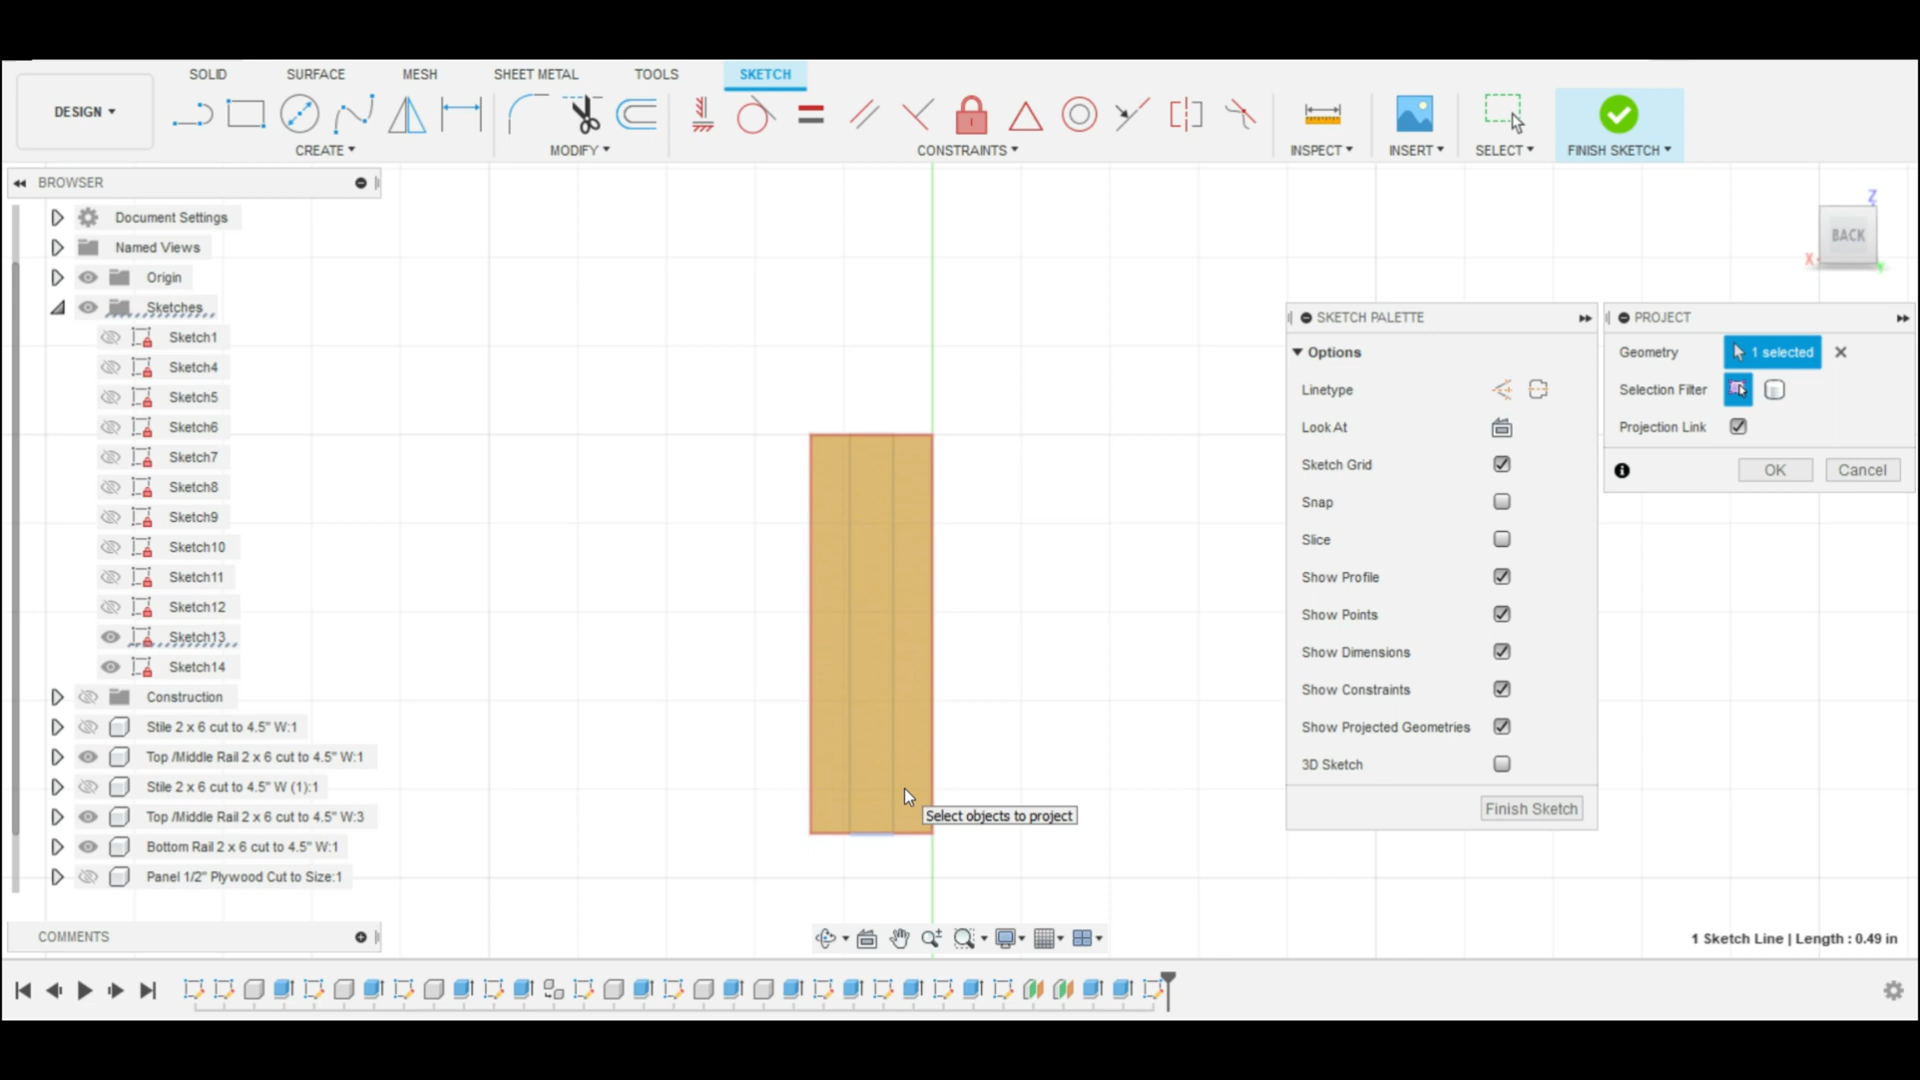 SOLID SURFACE MESH SHEET METAL TOOLS SKETCH
DESIGN
CREATE MODIFY CONSTRAINTS INSPECT INSERT SELECT FINISH SKETCH
BROWSER
Document Settings
Named Views
Origin
Sketches
Sketch1
Sketch4
Sketch5
Sketch6
Sketch7
Sketch8
Sketch9
Sketch10
Sketch11
Sketch12
Sketch13
Sketch14
Construction
Stile 2 x 6 cut to 4.5" W:1
Top /Middle Rail 2 x 6 cut to 4.5" W:1
Stile 2 x 6 cut to 4.5" W (1):1
Top /Middle Rail 2 x 6 cut to 4.5" W:3
Bottom Rail 2 x 6 cut to 4.5" W:1
Panel 1/2" Plywood Cut to Size:1
COMMENTS
Select objects to project
Z
BACK
X
SKETCH PALETTE
Options
Linetype
Look At
Sketch Grid
Snap
Slice
Show Profile
Show Points
Show Dimensions
Show Constraints
Show Projected Geometries
3D Sketch
Finish Sketch
PROJECT
Geometry 1 selected
Selection Filter
Projection Link
OK Cancel
1 Sketch Line | Length : 0.49 in